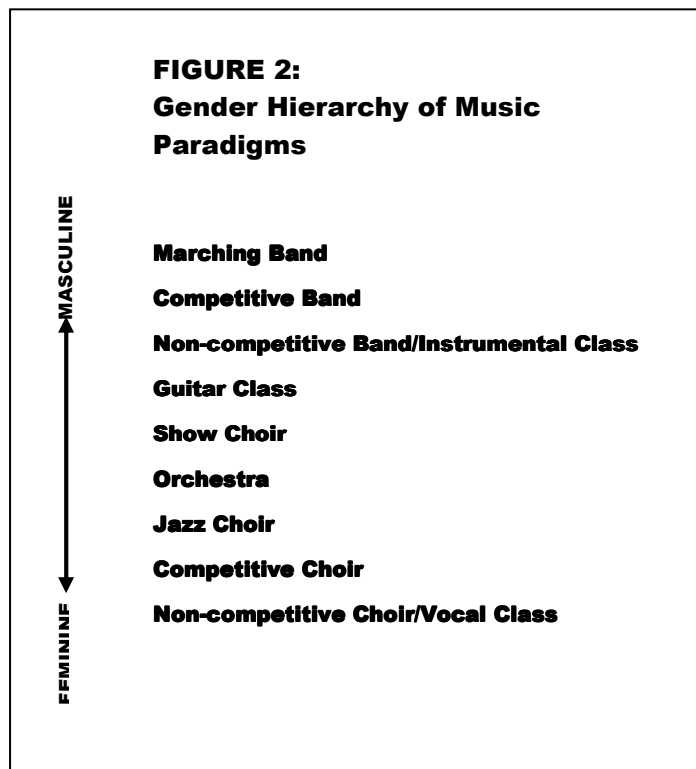 FIGURE 2:
Gender Hierarchy of Music
Paradigms
MASCULINE
Marching Band
Competitive Band
Non-competitive Band/Instrumental Class
Guitar Class
Show Choir
Orchestra
Jazz Choir
Competitive Choir
Non-competitive Choir/Vocal Class
FEMININE